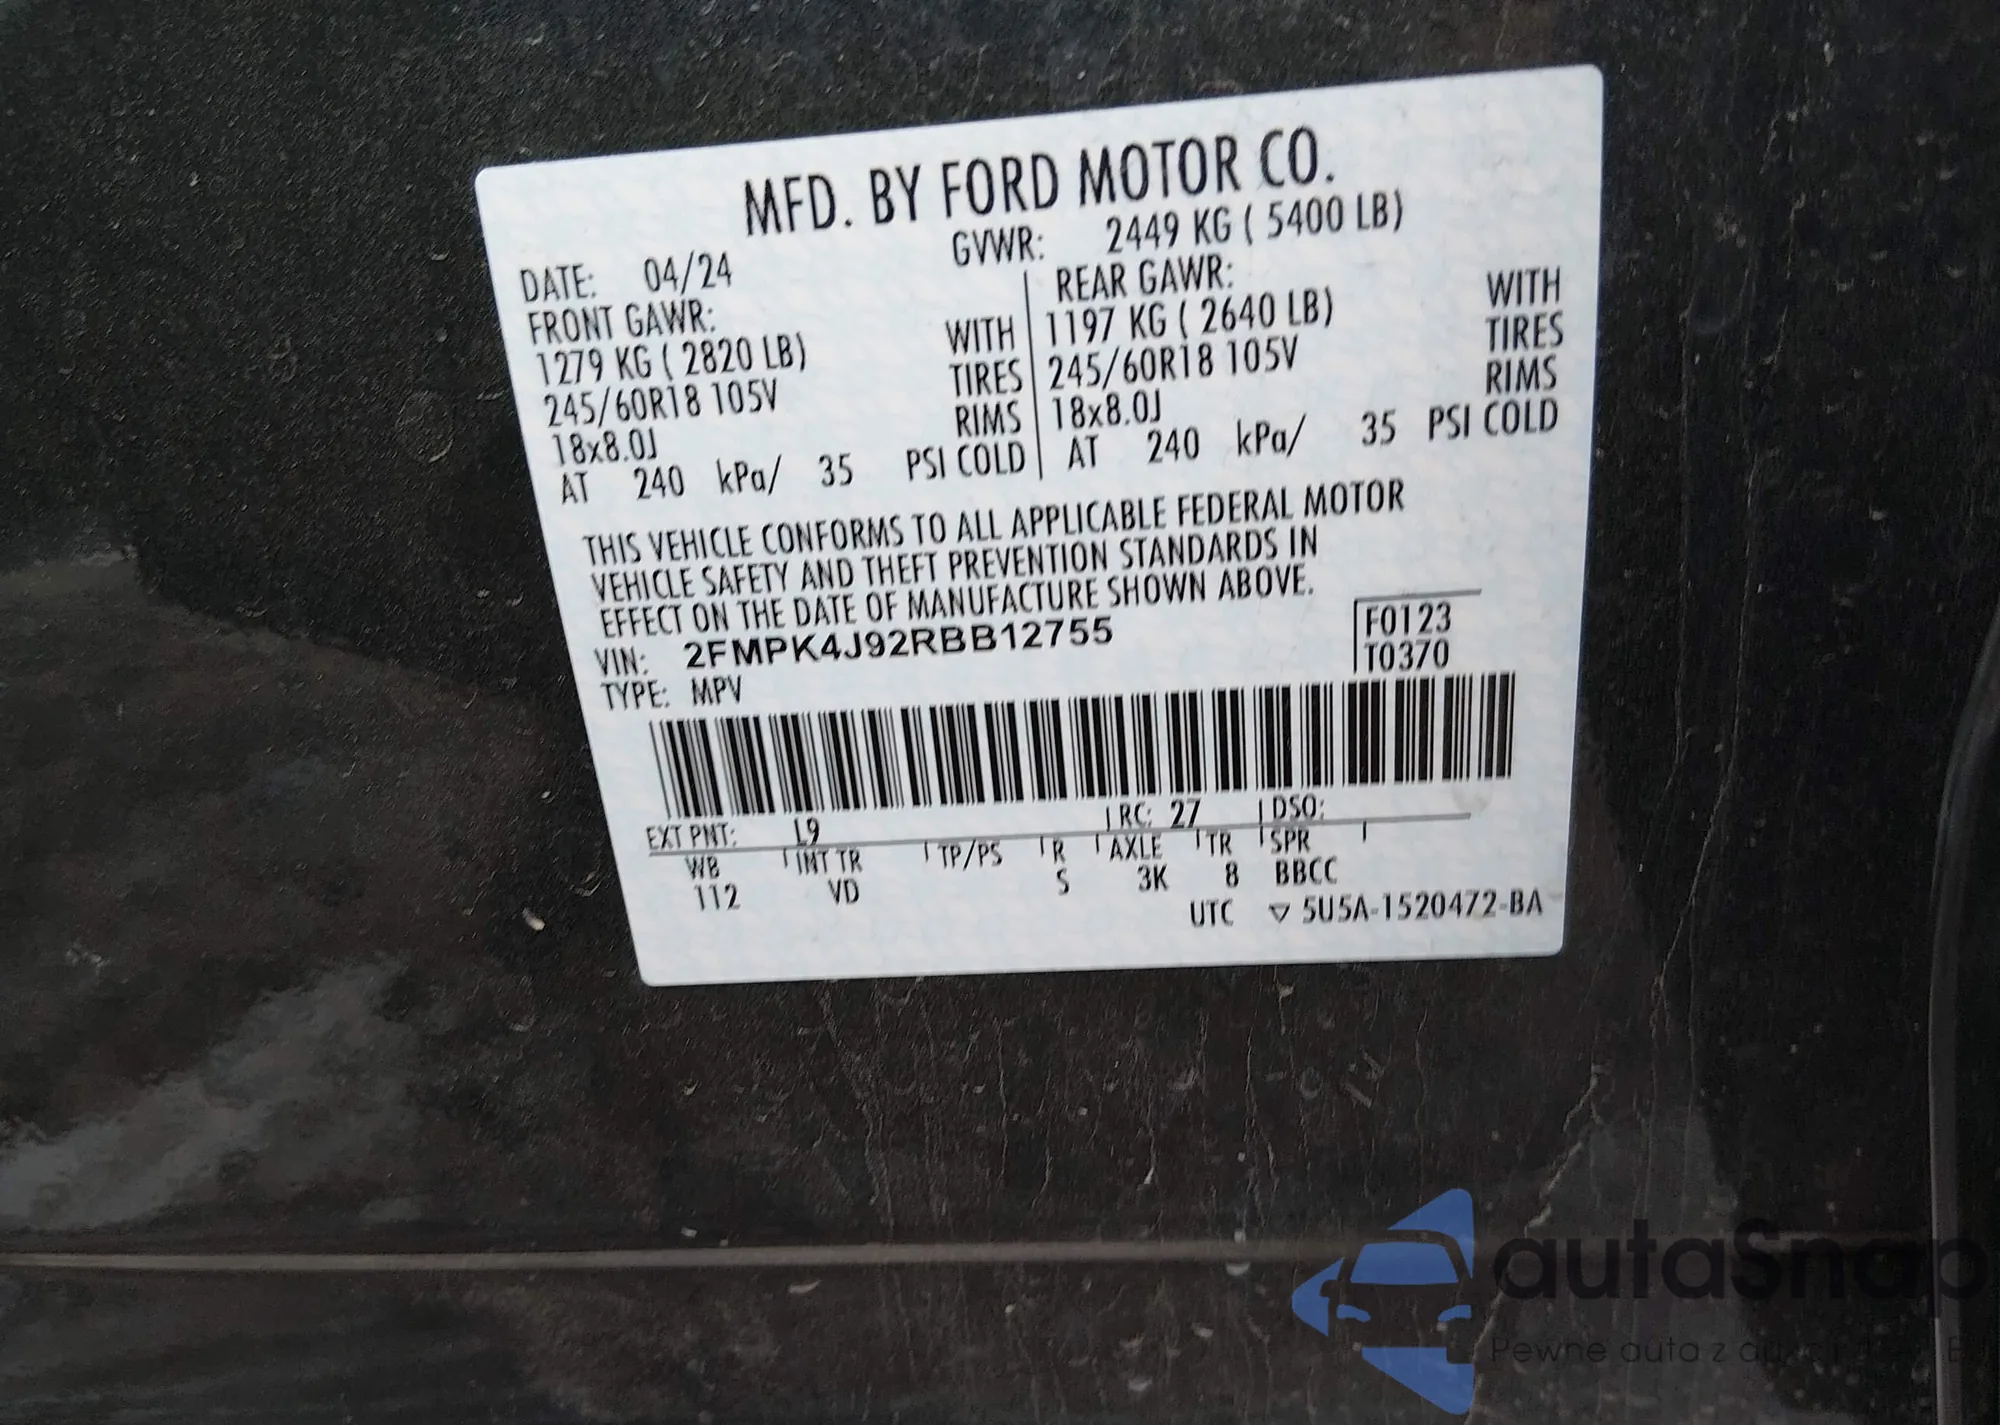 MFD. BY FORD MOTOR CO.
DATE: 04/24 GVWR: 2449 KG ( 5400 LB)
FRONT GAWR: REAR GAWR:
1279 KG ( 2820 LB) WITH 1197 KG ( 2640 LB) WITH
245/60R18 105V TIRES 245/60R18 105V TIRES
18x8.0J RIMS 18x8.0J RIMS
AT 240 kPa/ 35 PSI COLD AT 240 kPa/ 35 PSI COLD
THIS VEHICLE CONFORMS TO ALL APPLICABLE FEDERAL MOTOR
VEHICLE SAFETY AND THEFT PREVENTION STANDARDS IN
EFFECT ON THE DATE OF MANUFACTURE SHOWN ABOVE.
VIN: 2FMPK4J92RBB12755 F0123
TYPE: MPV T0370
EXT PNT: L9 RC: 27 DSO:
WB INT TR TP/PS R AXLE TR SPR
112 VD S 3K 8 BBCC
UTC ▽ 5U5A-1520472-BA
autaSnap
Pewne auta z